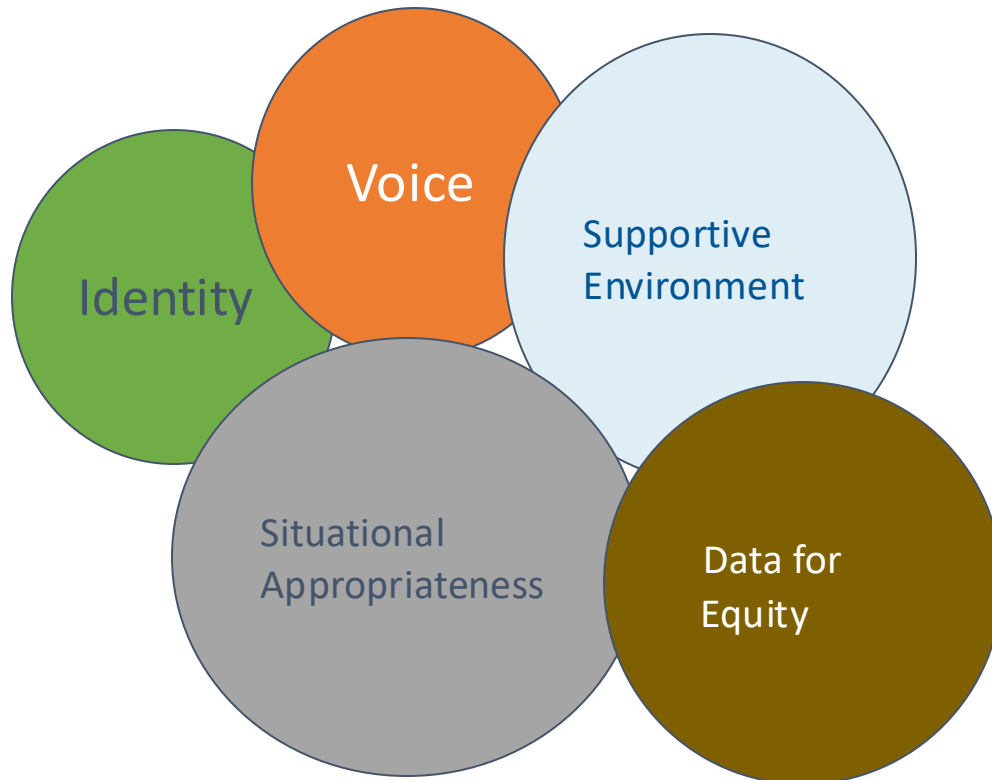 Identity
Voice
Supportive
Environment
Situational
Appropriateness
Data for
Equity